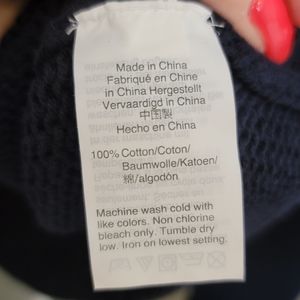 Made in China
Fabriqué en Chine
in China Hergestellt
Vervaardigd in China
中国製
Hecho en China
100% Cotton/Coton/
Baumwolle/Katoen/
綿/algodón
Machine wash cold with
like colors. Non chlorine
bleach only. Tumble dry
low. Iron on lowest setting.